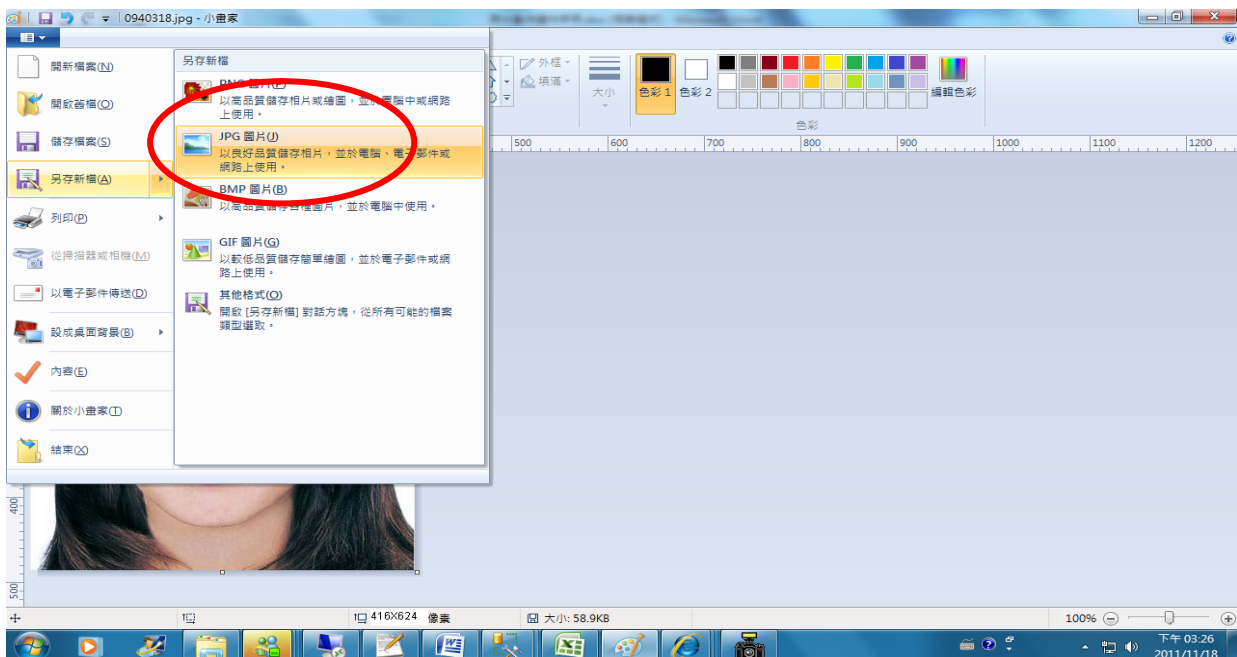 0940318.jpg - 小畫家
開新檔案(N)
開啟舊檔(O)
儲存檔案(S)
另存新檔(A)
列印(P)
從掃描器或相機(M)
以電子郵件傳送(D)
設成桌面背景(B)
內容(E)
關於小畫家(T)
結束(X)
另存新檔
PNG 圖片(P)
以高品質儲存相片或繪圖，並於電腦中或網路
上使用。
JPG 圖片(J)
以良好品質儲存相片，並於電腦、電子郵件或
網路上使用。
BMP 圖片(B)
以高品質儲存各種圖片，並於電腦中使用。
GIF 圖片(G)
以較低品質儲存簡單繪圖，並於電子郵件或網
路上使用。
其他格式(O)
開啟 [另存新檔] 對話方塊，從所有可能的檔案
類型選取。
外框
填滿
大小
色彩 1
色彩 2
編輯色彩
色彩
500 600 700 800 900 1000 1100 1200
400
500
416X624 像素
大小: 58.9KB
100%
下午 03:26
2011/11/18